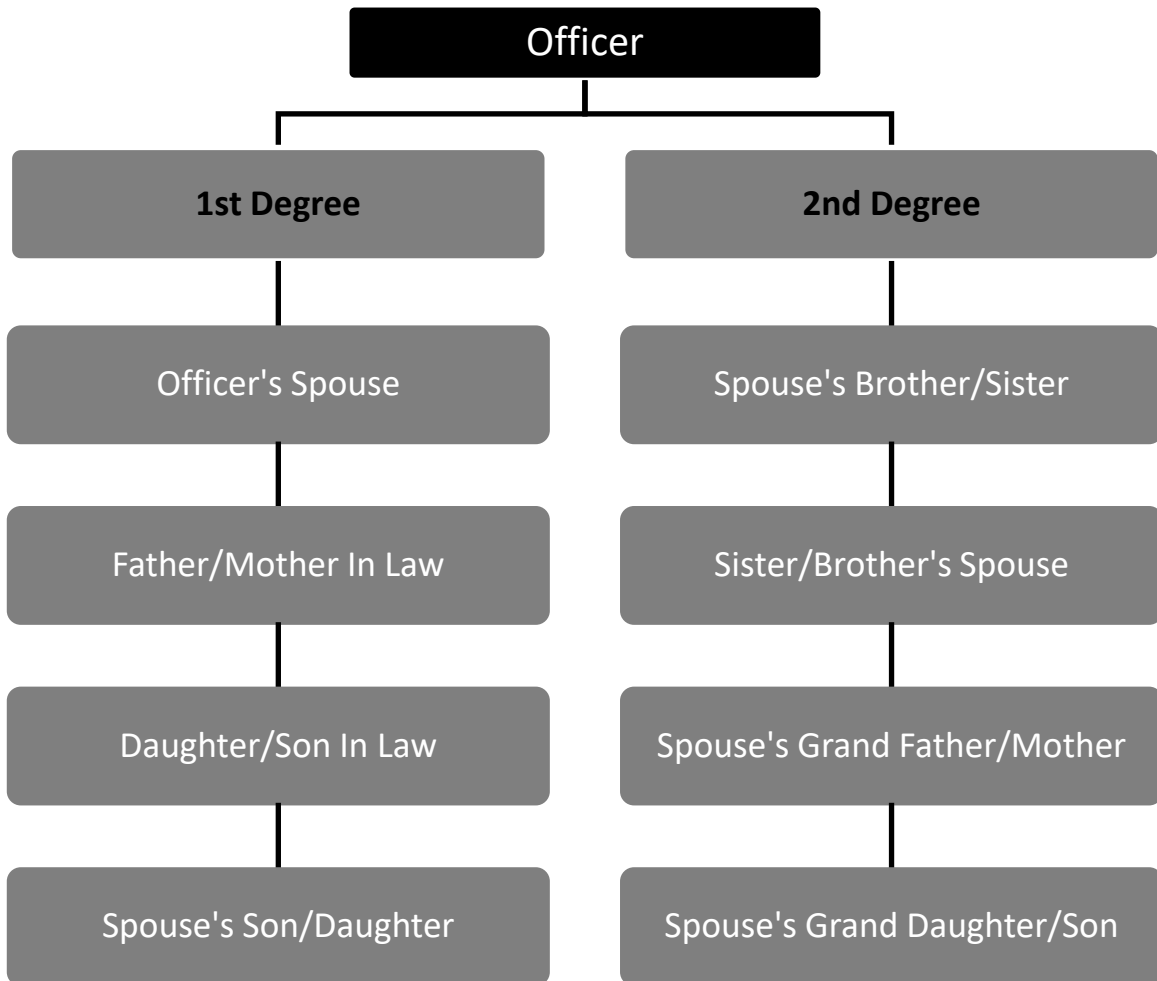 Officer
1st Degree
2nd Degree
Officer's Spouse
Spouse's Brother/Sister
Father/Mother In Law
Sister/Brother's Spouse
Daughter/Son In Law
Spouse's Grand Father/Mother
Spouse's Son/Daughter
Spouse's Grand Daughter/Son